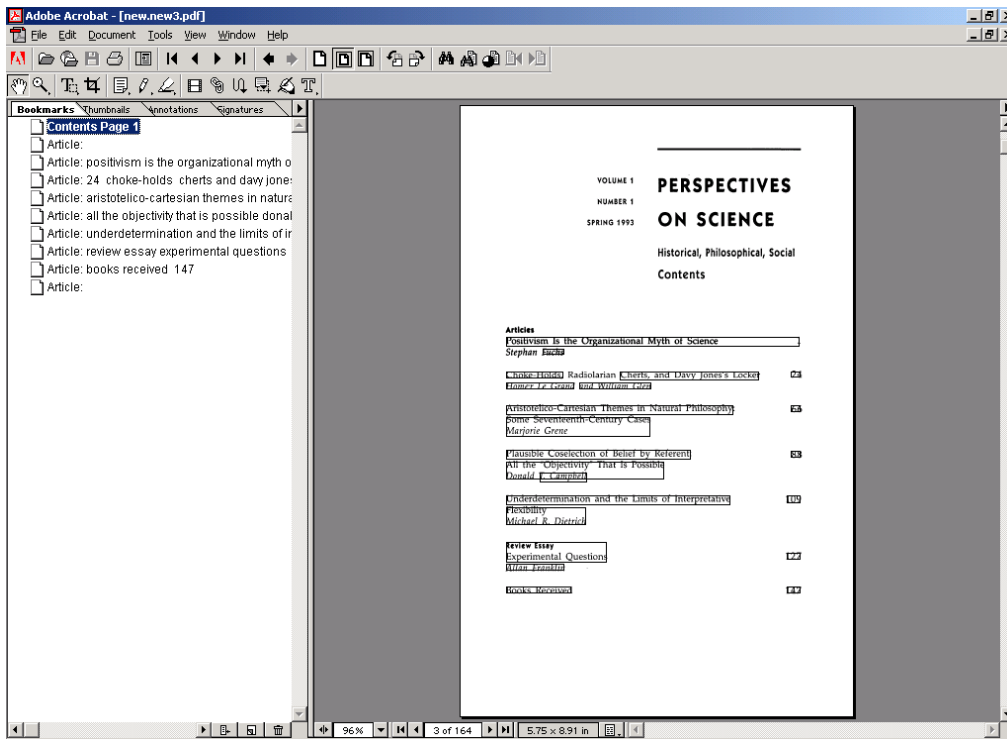 Adobe Acrobat - [new.new3.pdf]
File Edit Document Tools View Window Help
Bookmarks Thumbnails Annotations Signatures
Contents Page 1
Article:
Article: positivism is the organizational myth o
Article: 24 choke-holds cherts and davy jone
Article: aristotelico-cartesian themes in natura
Article: all the objectivity that is possible donal
Article: underdetermination and the limits of in
Article: review essay experimental questions
Article: books received 147
Article:
VOLUME 1
NUMBER 1
SPRING 1993
PERSPECTIVES
ON SCIENCE
Historical, Philosophical, Social
Contents
Articles
Positivism Is the Organizational Myth of Science
Stephan Fuchs
Choke-Holds, Radiolarian Cherts, and Davy Jones's Locker 24
Homer Le Grand and William Glen
Aristotelico-Cartesian Themes in Natural Philosophy:
Some Seventeenth-Century Cases
Marjorie Grene
Plausible Coselection of Belief by Referent:
All the "Objectivity" That Is Possible
Donald T. Campbell
Underdetermination and the Limits of Interpretative 109
Flexibility
Michael R. Dietrich
Review Essay
Experimental Questions 127
Allan Franklin
Books Received 147
96% 3 of 164 5.75 x 8.91 in